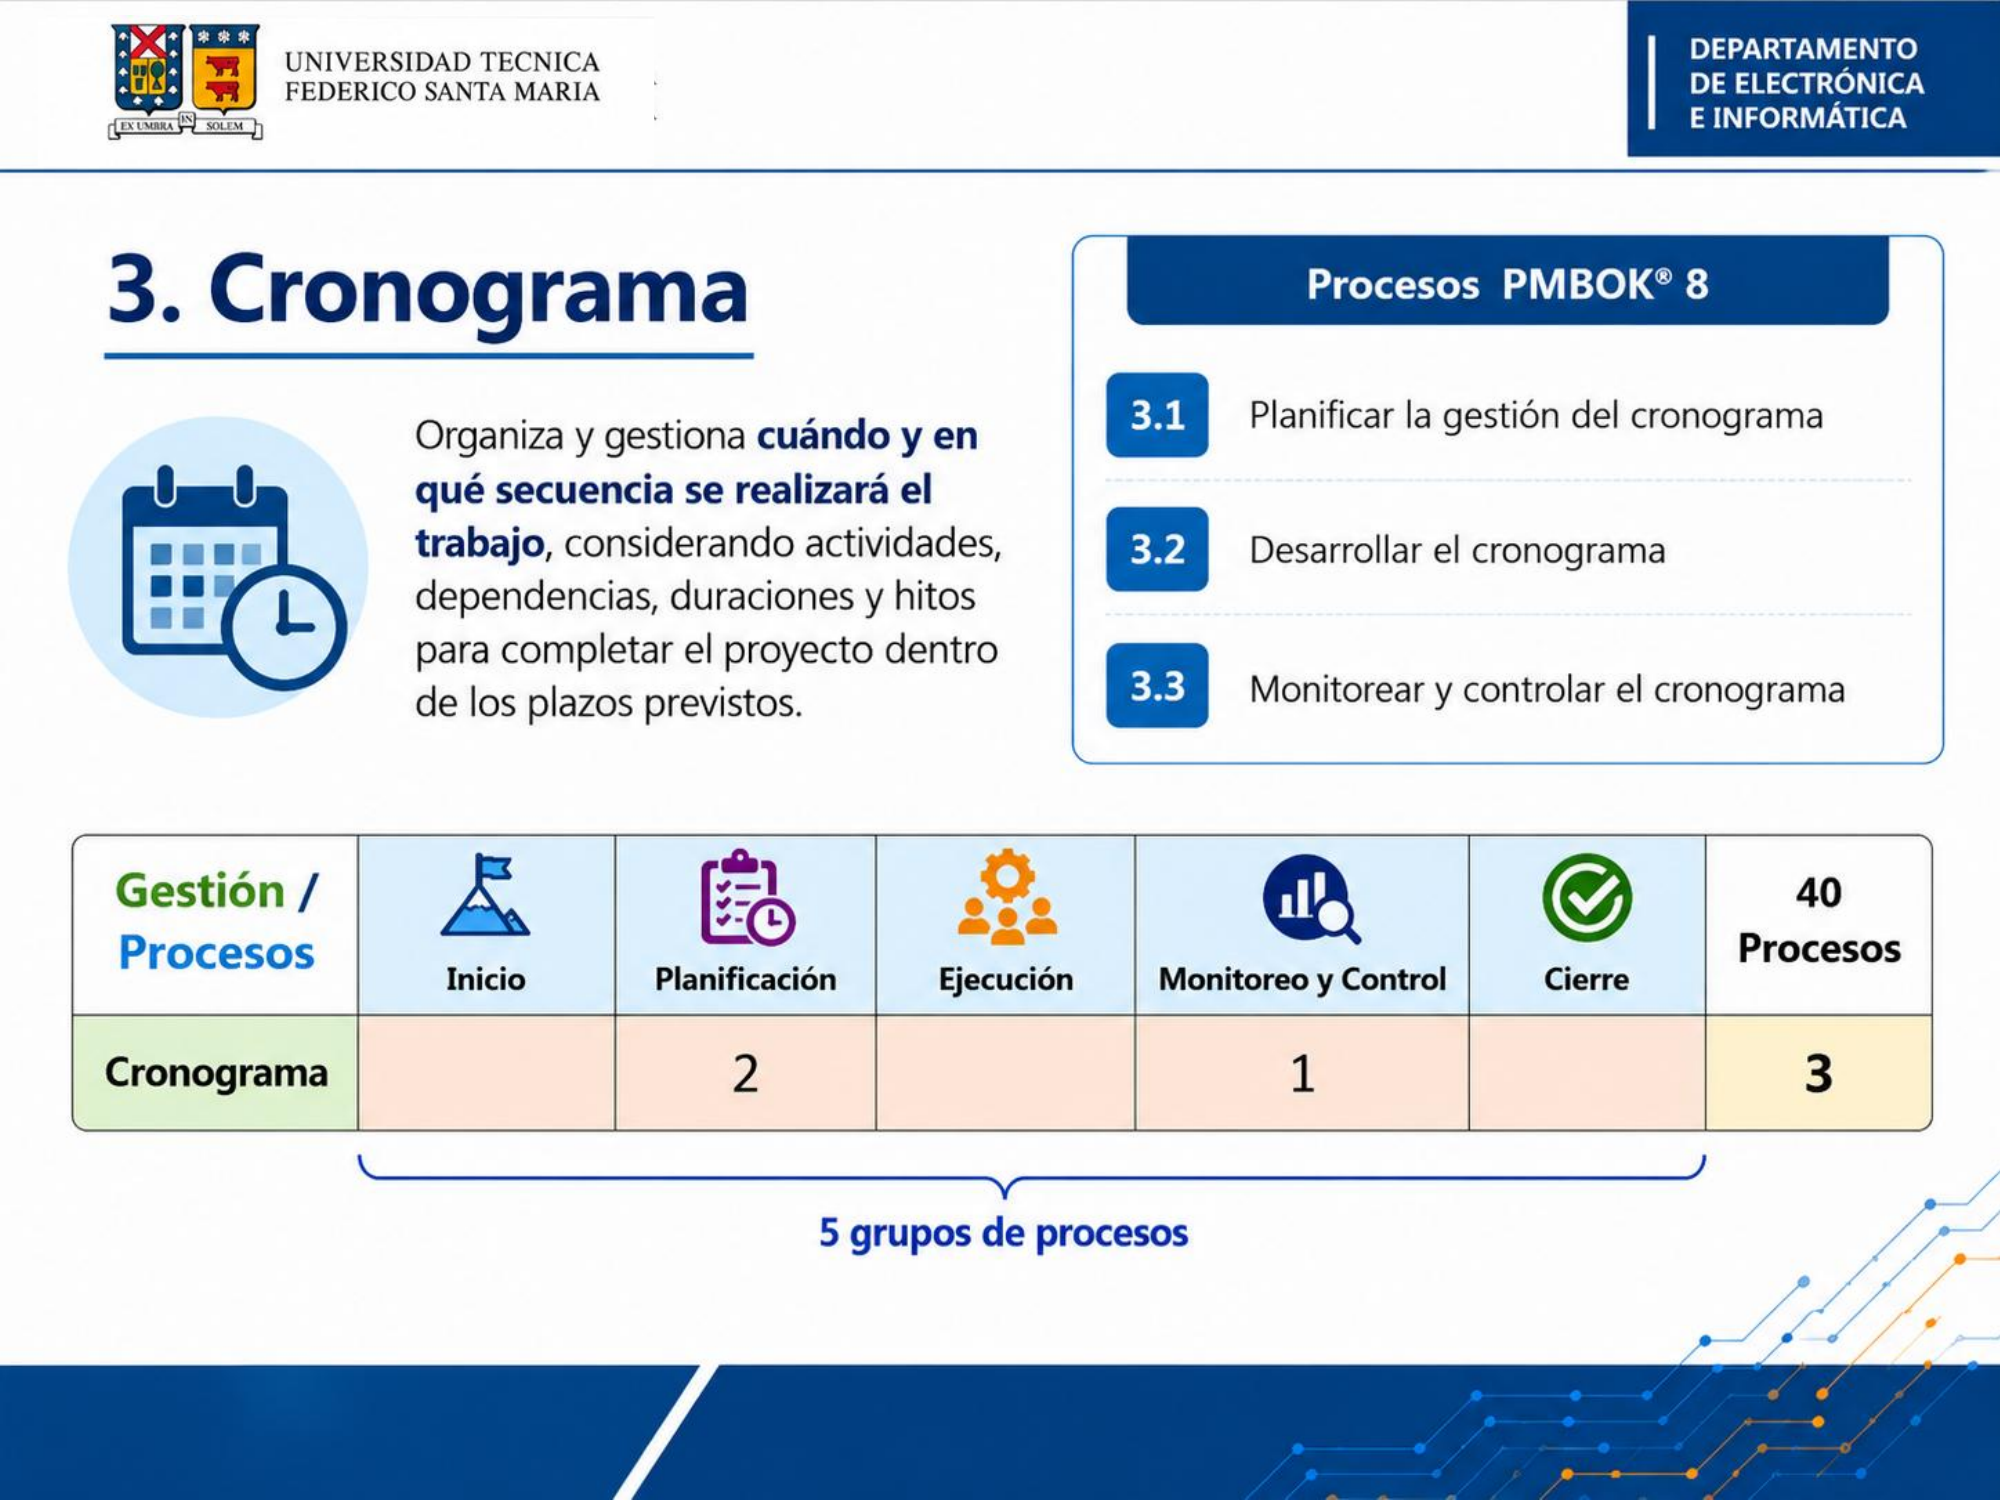 UNIVERSIDAD TECNICA
FEDERICO SANTA MARIA
EX UMBRA IN SOLEM
DEPARTAMENTO
DE ELECTRÓNICA
E INFORMÁTICA
3. Cronograma
Organiza y gestiona cuándo y en
qué secuencia se realizará el
trabajo, considerando actividades,
dependencias, duraciones y hitos
para completar el proyecto dentro
de los plazos previstos.
Procesos PMBOK® 8
3.1 Planificar la gestión del cronograma
3.2 Desarrollar el cronograma
3.3 Monitorear y controlar el cronograma
Gestión /
Procesos
Inicio
Planificación
Ejecución
Monitoreo y Control
Cierre
40
Procesos
Cronograma
2
1
3
5 grupos de procesos